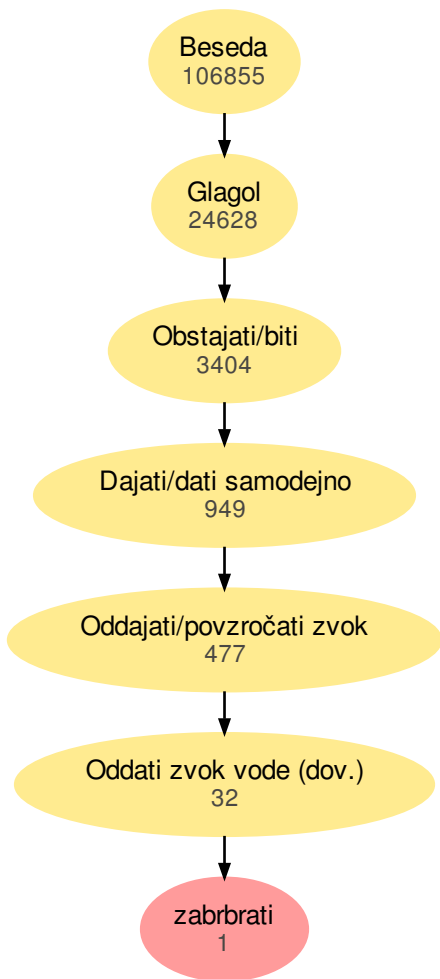 Beseda
106855
Glagol
24628
Obstajati/biti
3404
Dajati/dati samodejno
949
Oddajati/povzročati zvok
477
Oddati zvok vode (dov.)
32
zabrbrati
1